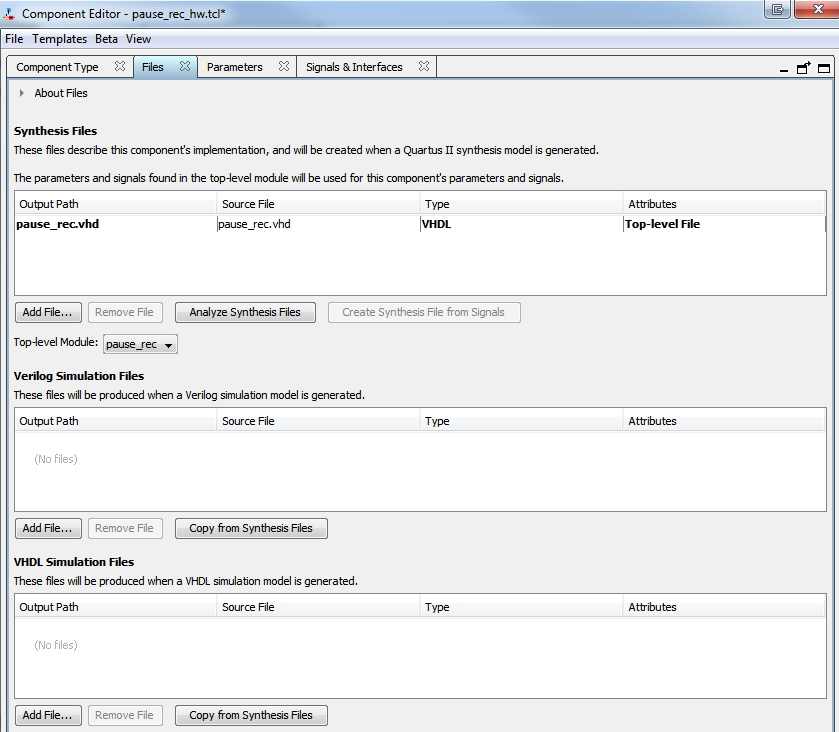 Component Editor - pause_rec_hw.tcl*
File Templates Beta View
Component Type Files Parameters Signals & Interfaces
About Files
Synthesis Files
These files describe this component's implementation, and will be created when a Quartus II synthesis model is generated.
The parameters and signals found in the top-level module will be used for this component's parameters and signals.
Output Path Source File Type Attributes
pause_rec.vhd pause_rec.vhd VHDL Top-level File
Add File... Remove File Analyze Synthesis Files Create Synthesis File from Signals
Top-level Module: pause_rec
Verilog Simulation Files
These files will be produced when a Verilog simulation model is generated.
Output Path Source File Type Attributes
(No files)
Add File... Remove File Copy from Synthesis Files
VHDL Simulation Files
These files will be produced when a VHDL simulation model is generated.
Output Path Source File Type Attributes
(No files)
Add File... Remove File Copy from Synthesis Files